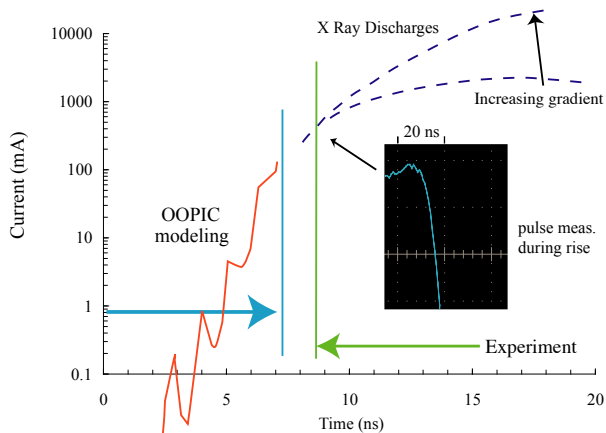 X Ray Discharges
10000
1000
100
10
1
0.1
Current (mA)
Increasing gradient
20 ns
OOPIC
modeling
pulse meas.
during rise
Experiment
0
5
10
15
20
Time (ns)